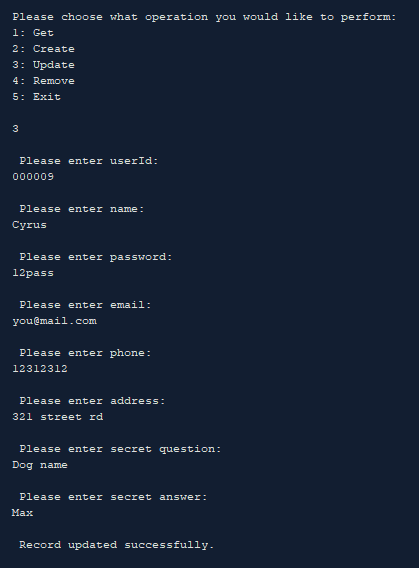 Please choose what operation you would like to perform:
1: Get
2: Create
3: Update
4: Remove
5: Exit
3
Please enter userId:
000009
Please enter name:
Cyrus
Please enter password:
12pass
Please enter email:
you@mail.com
Please enter phone:
12312312
Please enter address:
321 street rd
Please enter secret question:
Dog name
Please enter secret answer:
Max
Record updated successfully.